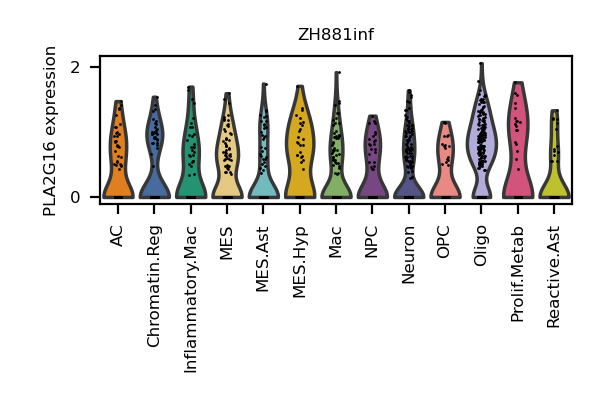 ZH881inf
PLA2G16 expression
2
0
AC
Chromatin.Reg
Inflammatory.Mac
MES
MES.Ast
MES.Hyp
Mac
NPC
Neuron
OPC
Oligo
Prolif.Metab
Reactive.Ast